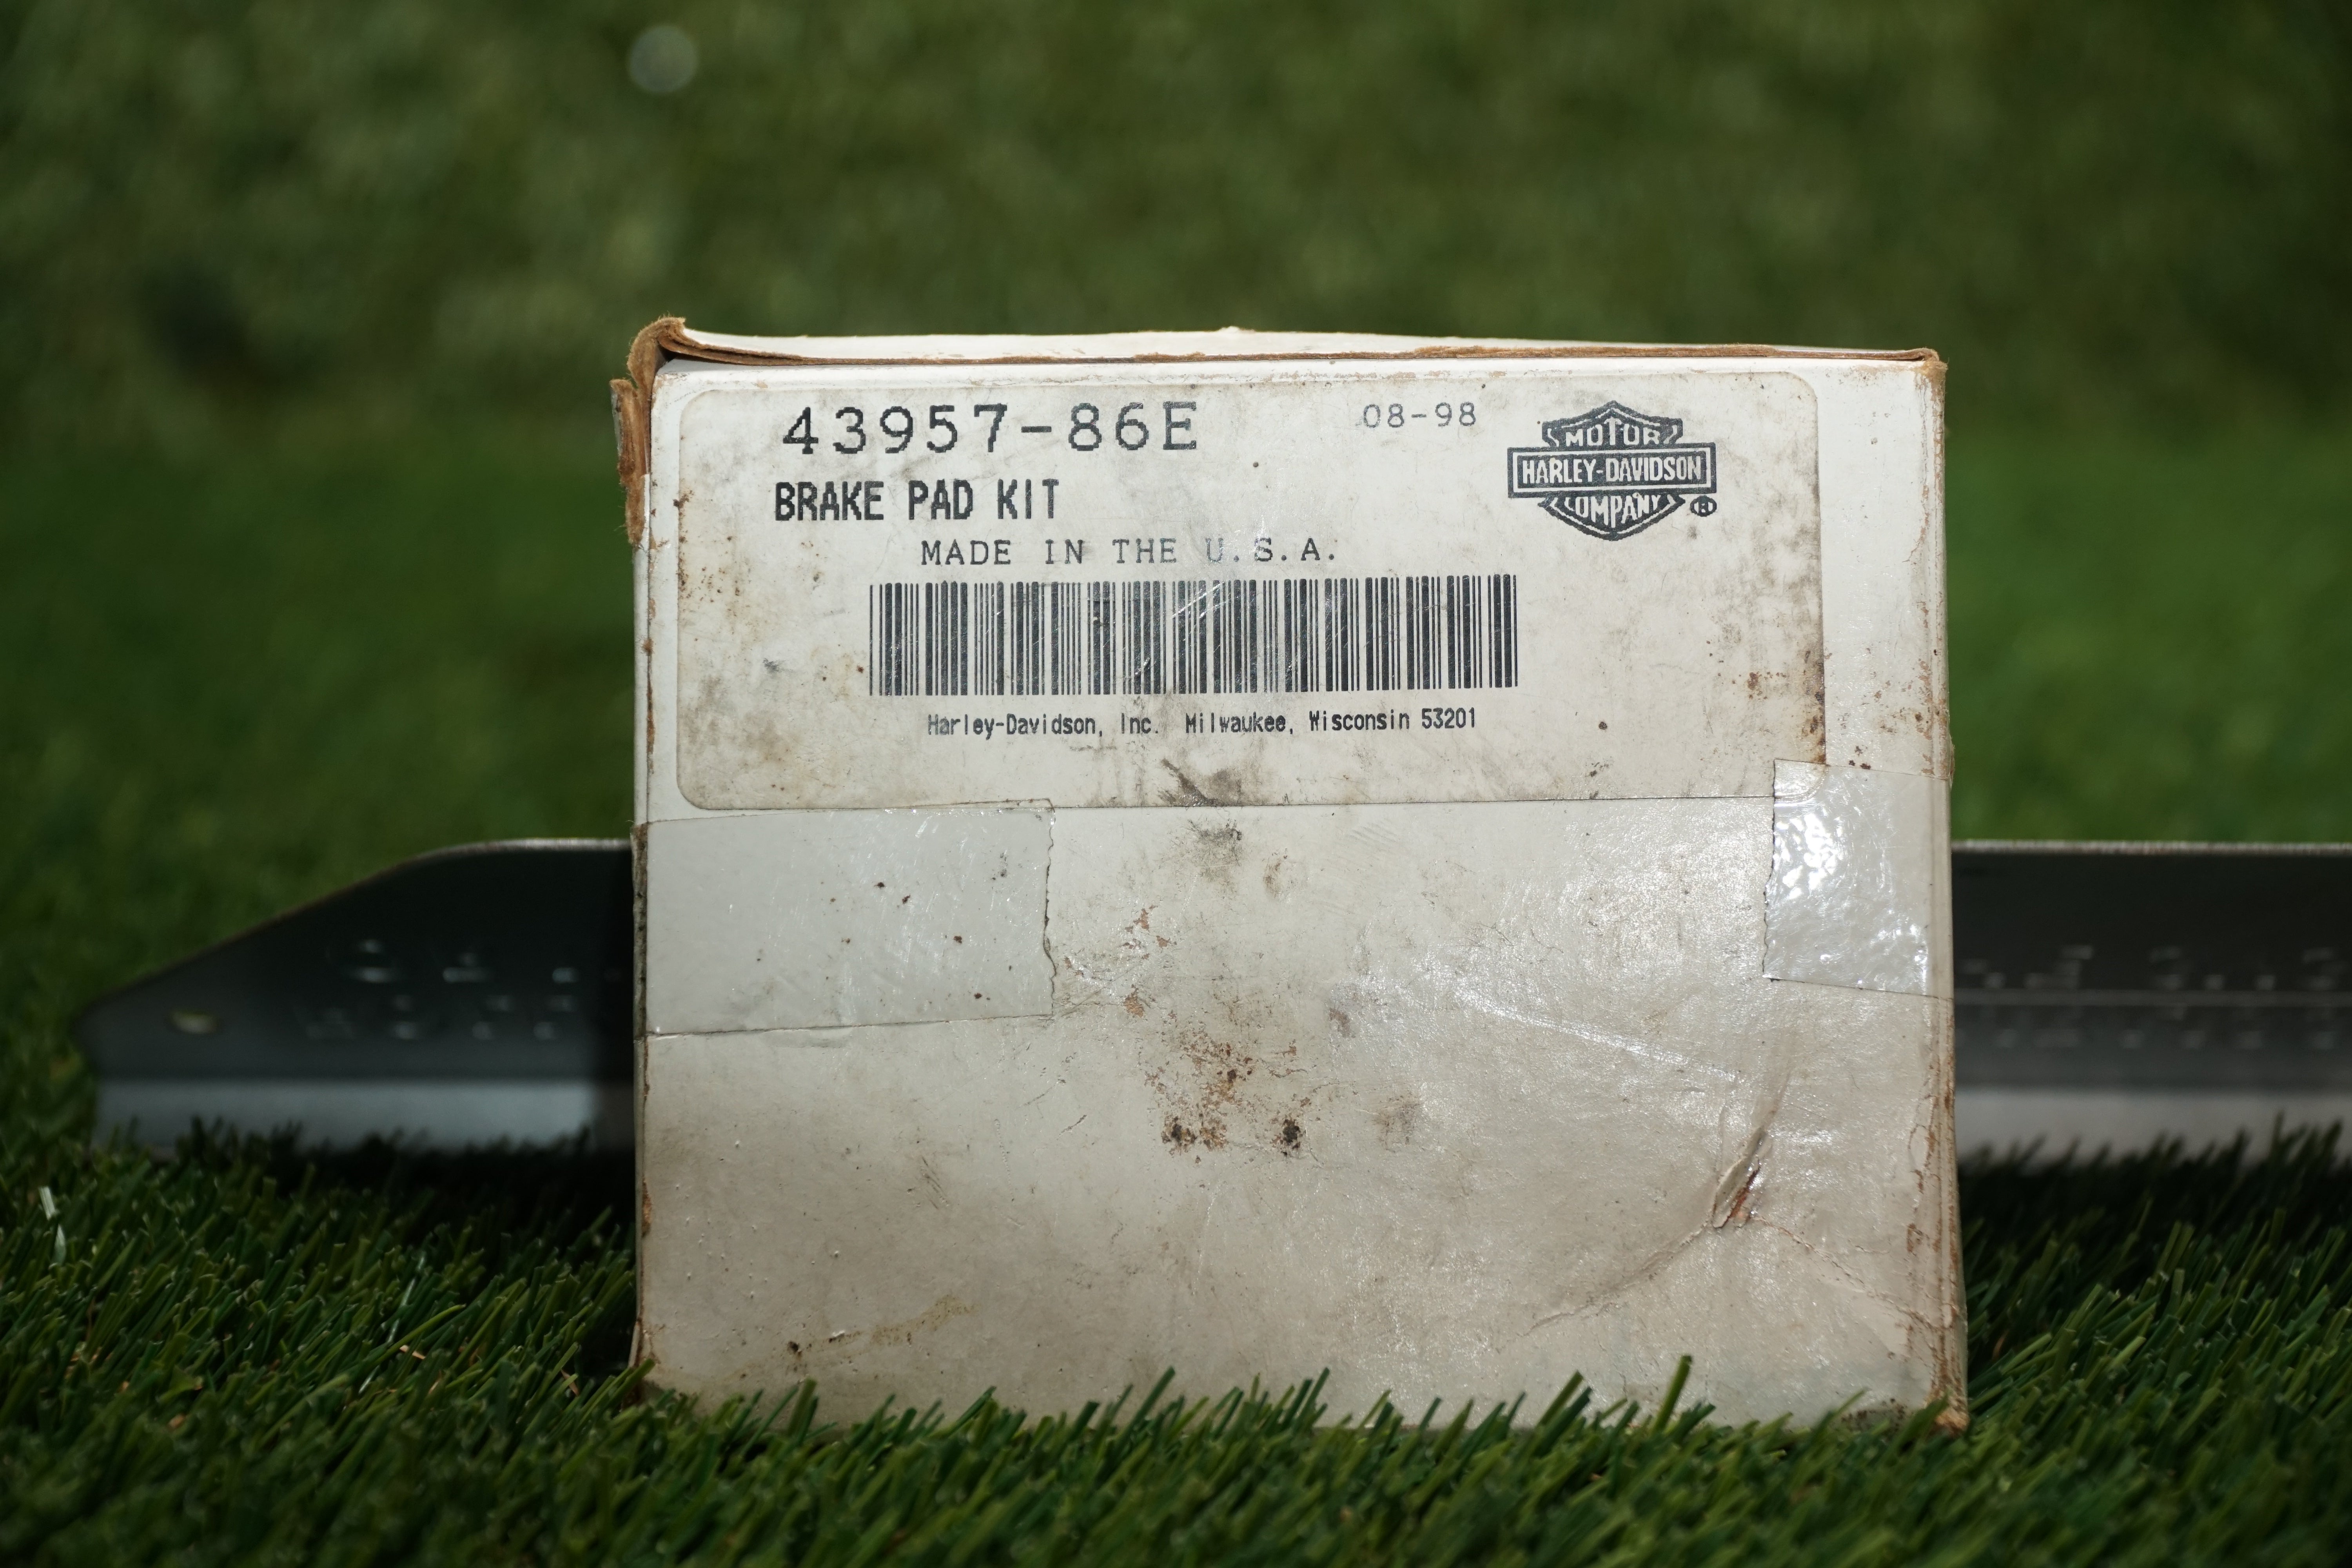 43957-86E
08-98
BRAKE PAD KIT
MADE IN THE U.S.A.
MOTOR
HARLEY-DAVIDSON
COMPANY
®
Harley-Davidson, Inc. Milwaukee, Wisconsin 53201